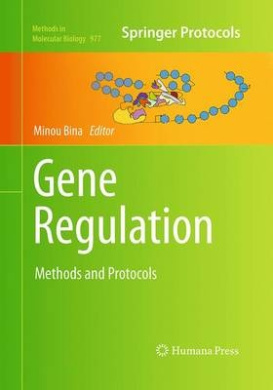 Methods in
Molecular Biology 977
Springer Protocols
Minou Bina Editor
Gene
Regulation
Methods and Protocols
Humana Press